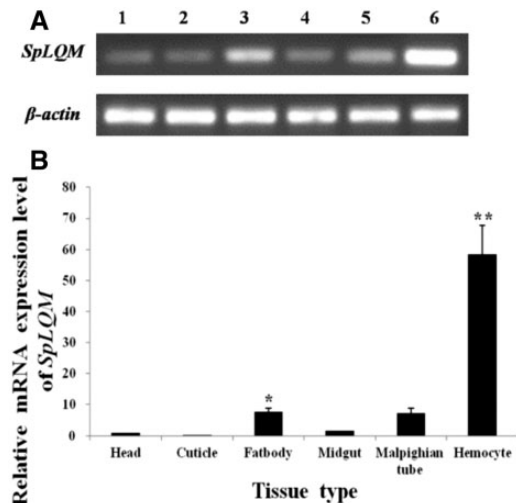 A
1 2 3 4 5 6
SpLQM
β-actin
B
Relative mRNA expression level
of SpLQM
80
70
60
50
40
30
20
10
0
*
**
Head Cuticle Fatbody Midgut Malpighian Hemocyte
tube
Tissue type